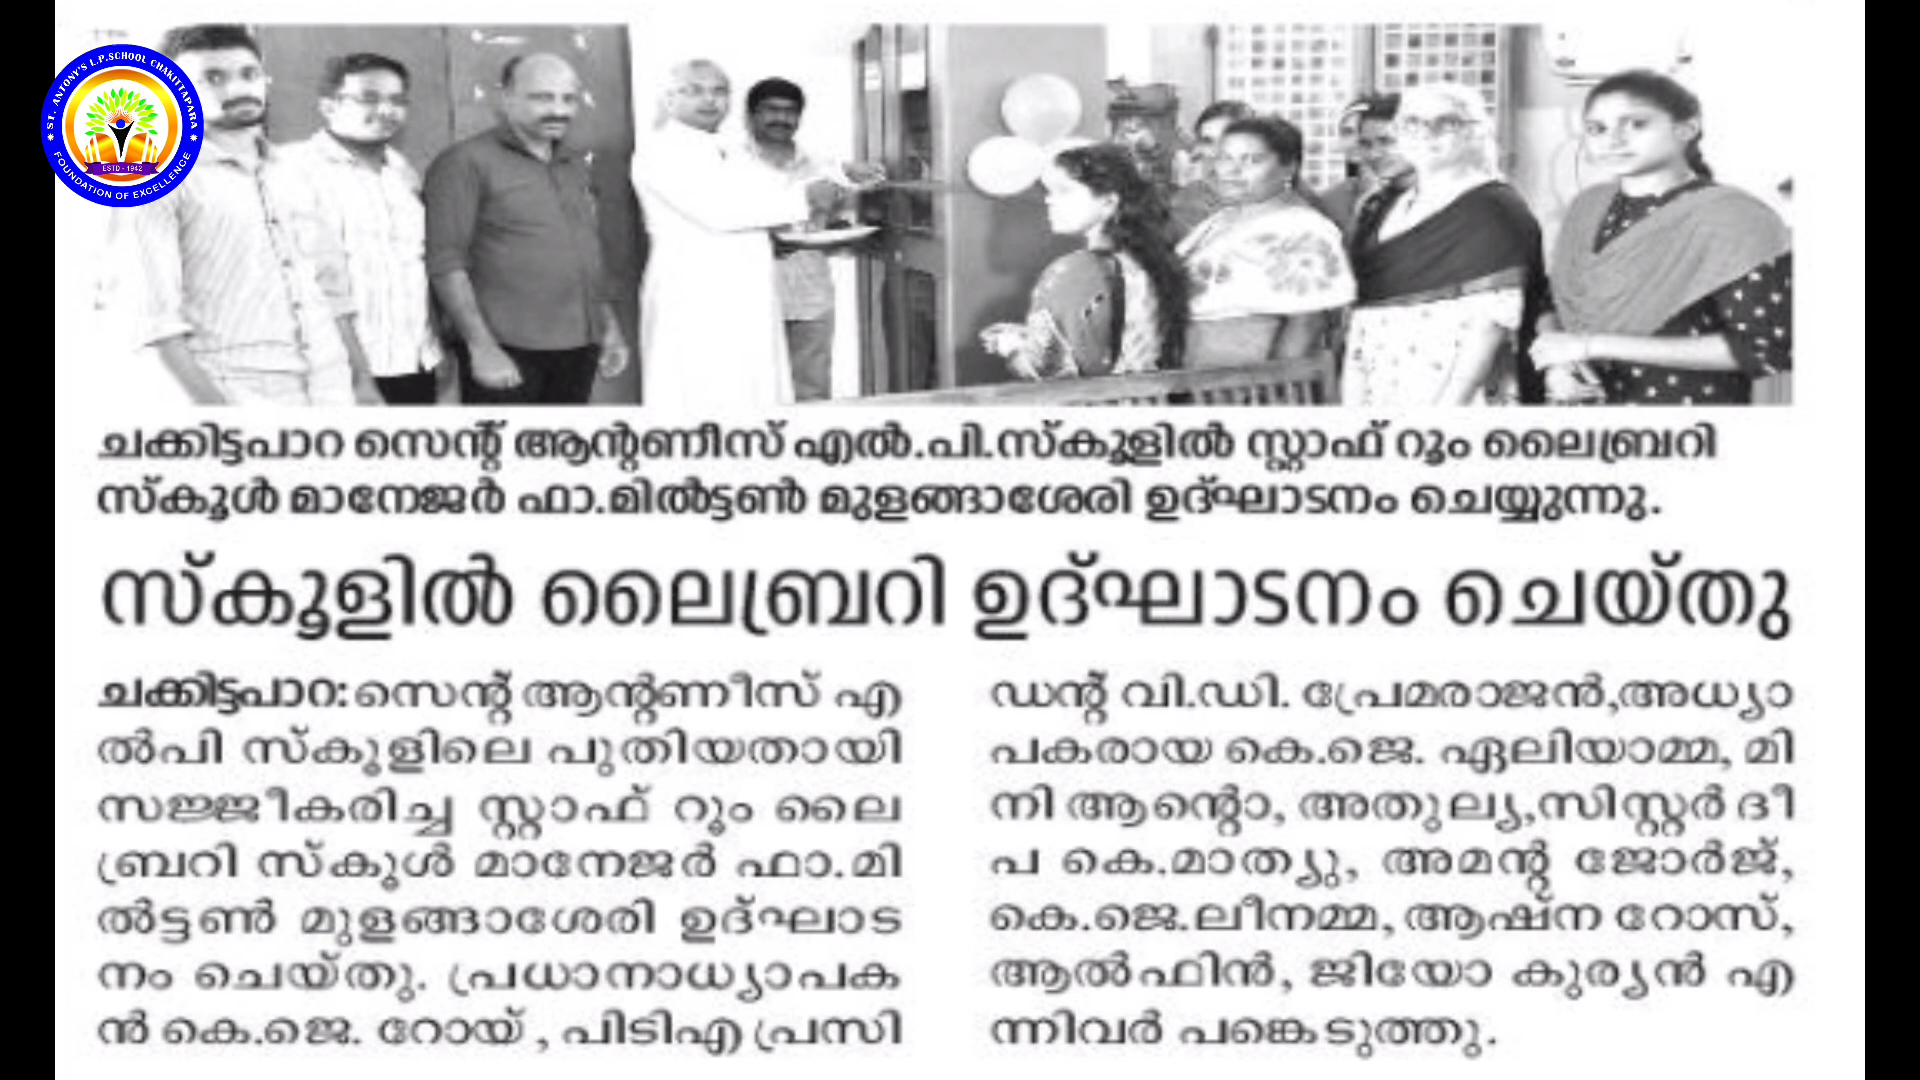 ST. ANTONY'S L.P.SCHOOL CHAKITTAPARA
ESTD - 1942
FOUNDATION OF EXCELLENCE
ചക്കിട്ടപാറ സെന്റ് ആന്റണീസ് എൽ.പി.സ്കൂളിൽ സ്റ്റാഫ് റൂം ലൈബ്രറി
സ്കൂൾ മാനേജർ ഫാ.മിൽട്ടൺ മുളങ്ങാശേരി ഉദ്ഘാടനം ചെയ്യുന്നു.
സ്കൂളിൽ ലൈബ്രറി ഉദ്ഘാടനം ചെയ്തു
ചക്കിട്ടപാറ: സെന്റ് ആന്റണീസ് എ
ൽപി സ്കൂളിലെ പുതിയതായി
സജ്ജീകരിച്ച സ്റ്റാഫ് റൂം ലൈ
ബ്രറി സ്കൂൾ മാനേജർ ഫാ.മി
ൽട്ടൺ മുളങ്ങാശേരി ഉദ്ഘാട
നം ചെയ്തു. പ്രധാനാധ്യാപക
ൻ കെ.ജെ. റോയ് , പിടിഎ പ്രസി
ഡന്റ് വി.ഡി. പ്രേമരാജൻ,അധ്യാ
പകരായ കെ.ജെ. ഏലിയാമ്മ, മി
നി ആന്റൊ, അതുല്യ,സിസ്റ്റർ ദീ
പ കെ.മാത്യു, അമന്റ ജോർജ്,
കെ.ജെ.ലീനമ്മ, ആഷ്ന റോസ്,
ആൽഫിൻ, ജിയോ കുര്യൻ എ
ന്നിവർ പങ്കെടുത്തു.